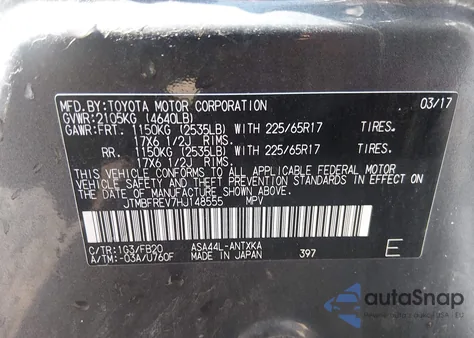 MFD.BY:TOYOTA MOTOR CORPORATION 03/17
GVWR:2105KG (4640LB)
GAWR:FRT. 1150KG (2535LB) WITH 225/65R17 TIRES.
17X6 1/2J RIMS.
RR. 1150KG (2535LB) WITH 225/65R17 TIRES.
17X6 1/2J RIMS.
THIS VEHICLE CONFORMS TO ALL APPLICABLE FEDERAL MOTOR
VEHICLE SAFETY, BUMPER, AND THEFT PREVENTION STANDARDS IN EFFECT ON
THE DATE OF MANUFACTURE SHOWN ABOVE.
JTMBFREV7HJ148555 MPV
C/TR:1G3/FB20 ASA44L-ANTXKA
A/TM:-03A/U760F MADE IN JAPAN 397 E
autoSnap